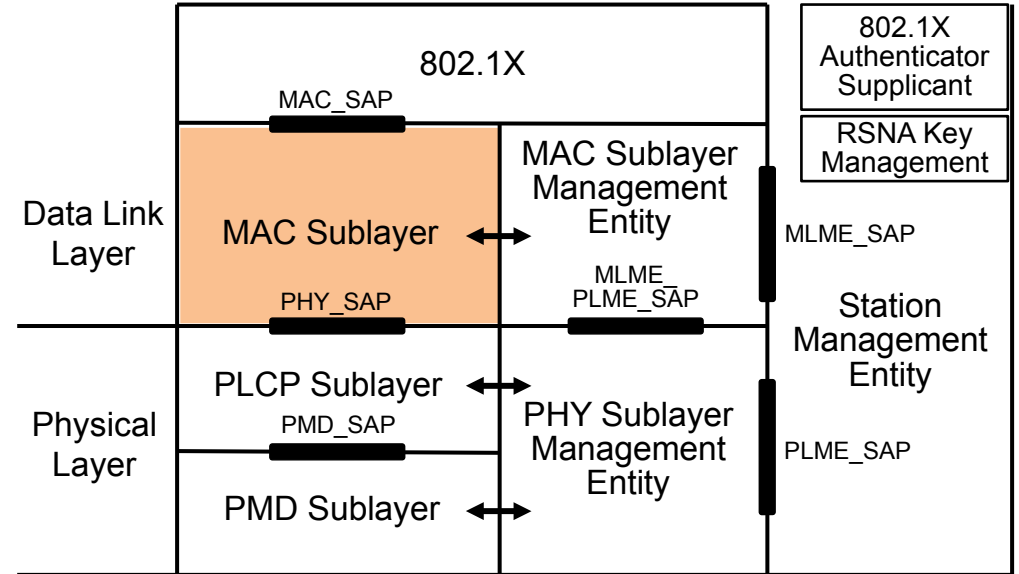 802.1X
MAC_SAP
802.1X
Authenticator
Supplicant
RSNA Key
Management
Data Link
Layer
MAC Sublayer
MAC Sublayer
Management
Entity
MLME_SAP
PHY_SAP
MLME_
PLME_SAP
Station
Management
Entity
Physical
Layer
PLCP Sublayer
PMD_SAP
PMD Sublayer
PHY Sublayer
Management
Entity
PLME_SAP